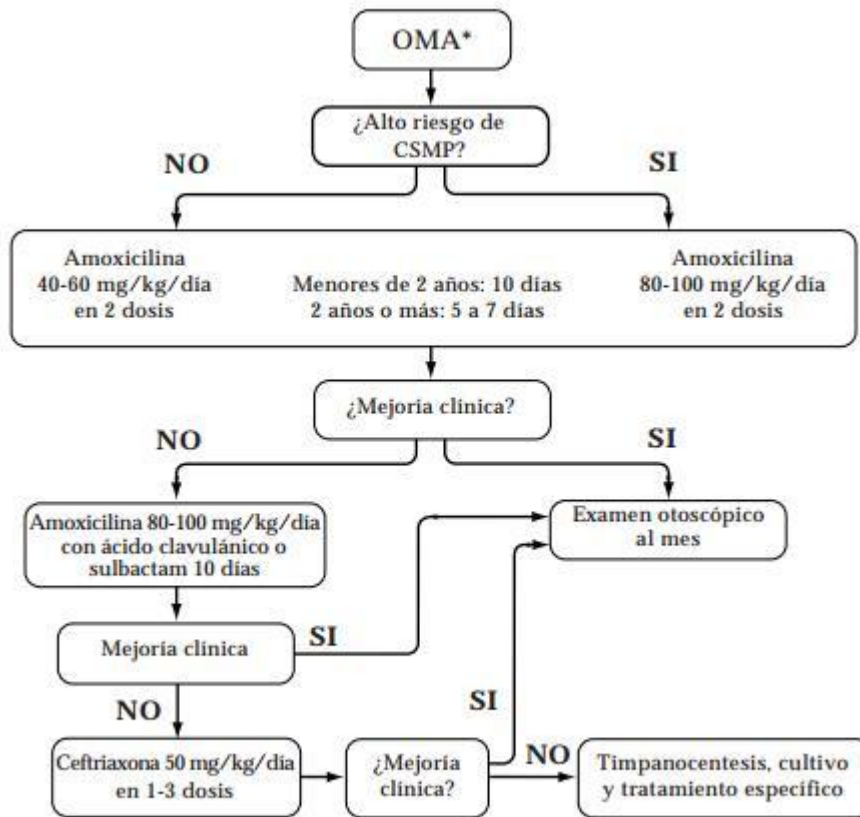 OMA*
¿Alto riesgo de
CSMP?
NO
SI
Amoxicilina
40-60 mg/kg/día
en 2 dosis
Menores de 2 años: 10 días
2 años o más: 5 a 7 días
Amoxicilina
80-100 mg/kg/día
en 2 dosis
¿Mejoría clínica?
NO
SI
Amoxicilina 80-100 mg/kg/día
con ácido clavulánico o
sulbactam 10 días
Examen otoscópico
al mes
Mejoría clínica
SI
NO
SI
Ceftriaxona 50 mg/kg/día
en 1-3 dosis
¿Mejoría
clínica?
NO
Timpanocentesis, cultivo
y tratamiento específico